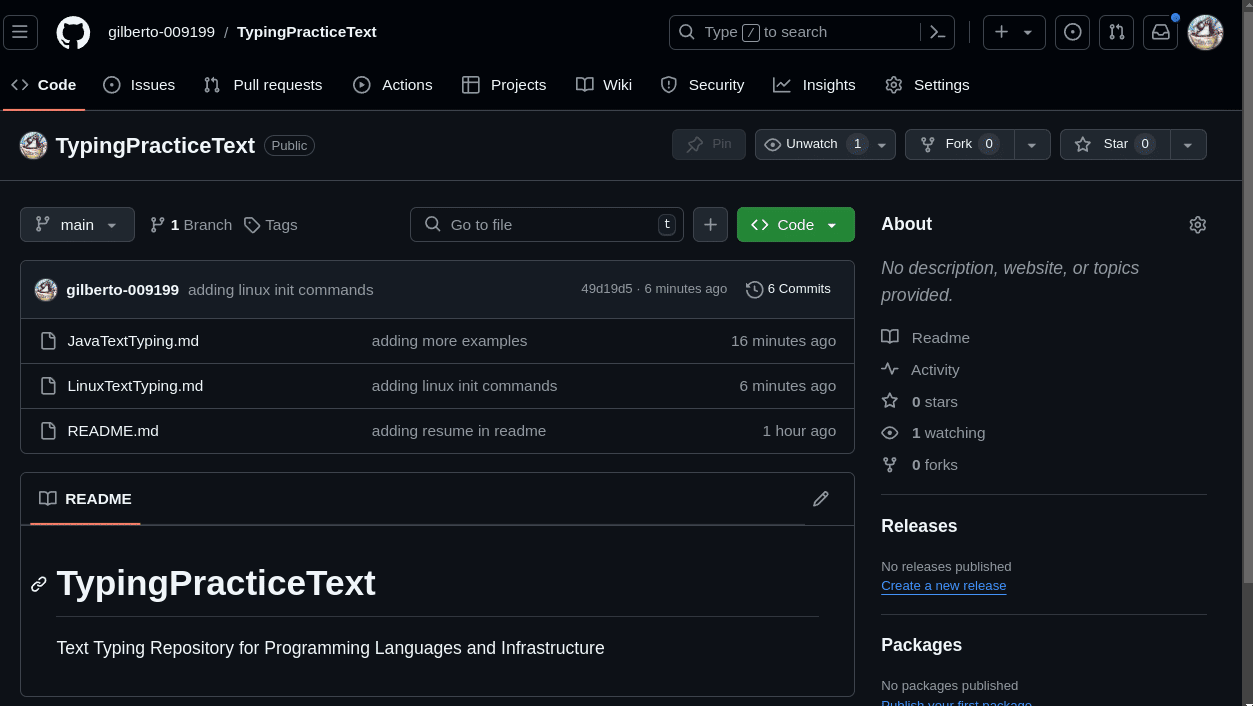 gilberto-009199 / TypingPracticeText
Type / to search
Code Issues Pull requests Actions Projects Wiki Security Insights Settings
TypingPracticeText Public
Pin Unwatch 1 Fork 0 Star 0
main 1 Branch Tags Go to file t Code
gilberto-009199 adding linux init commands 49d19d5 · 6 minutes ago 6 Commits
JavaTextTyping.md adding more examples 16 minutes ago
LinuxTextTyping.md adding linux init commands 6 minutes ago
README.md adding resume in readme 1 hour ago
README
TypingPracticeText
Text Typing Repository for Programming Languages and Infrastructure
About
No description, website, or topics
provided.
Readme
Activity
0 stars
1 watching
0 forks
Releases
No releases published
Create a new release
Packages
No packages published
Publish your first package